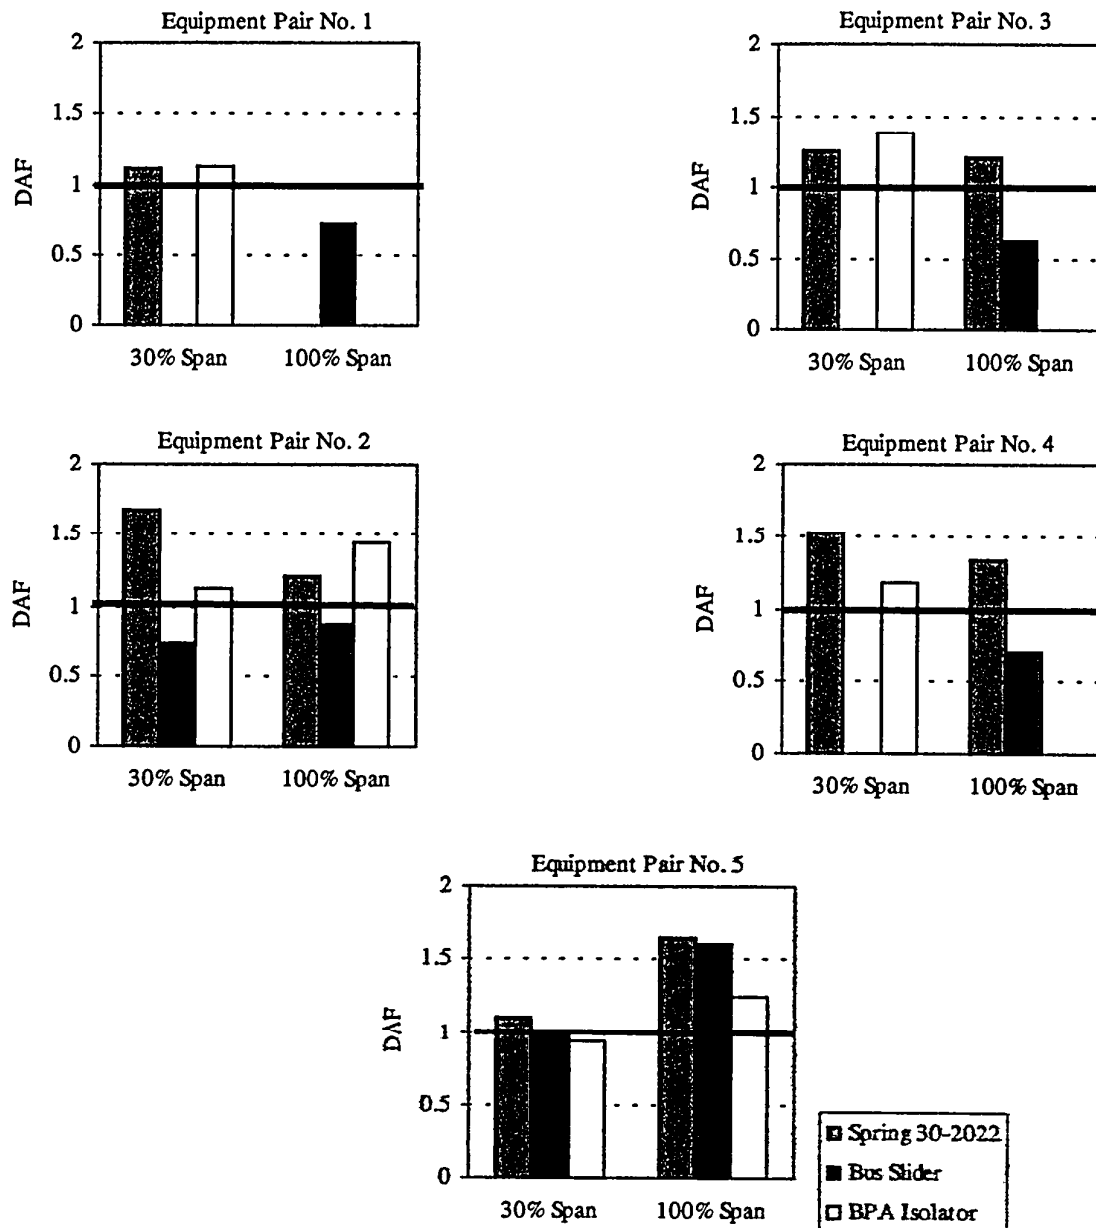 Equipment Pair No. 1
2
1.5
1
0.5
0
DAF
30% Span 100% Span
Equipment Pair No. 3
2
1.5
1
0.5
0
DAF
30% Span 100% Span
Equipment Pair No. 2
2
1.5
1
0.5
0
DAF
30% Span 100% Span
Equipment Pair No. 4
2
1.5
1
0.5
0
DAF
30% Span 100% Span
Equipment Pair No. 5
2
1.5
1
0.5
0
DAF
30% Span 100% Span
Spring 30-2022
Bus Slider
BPA Isolator